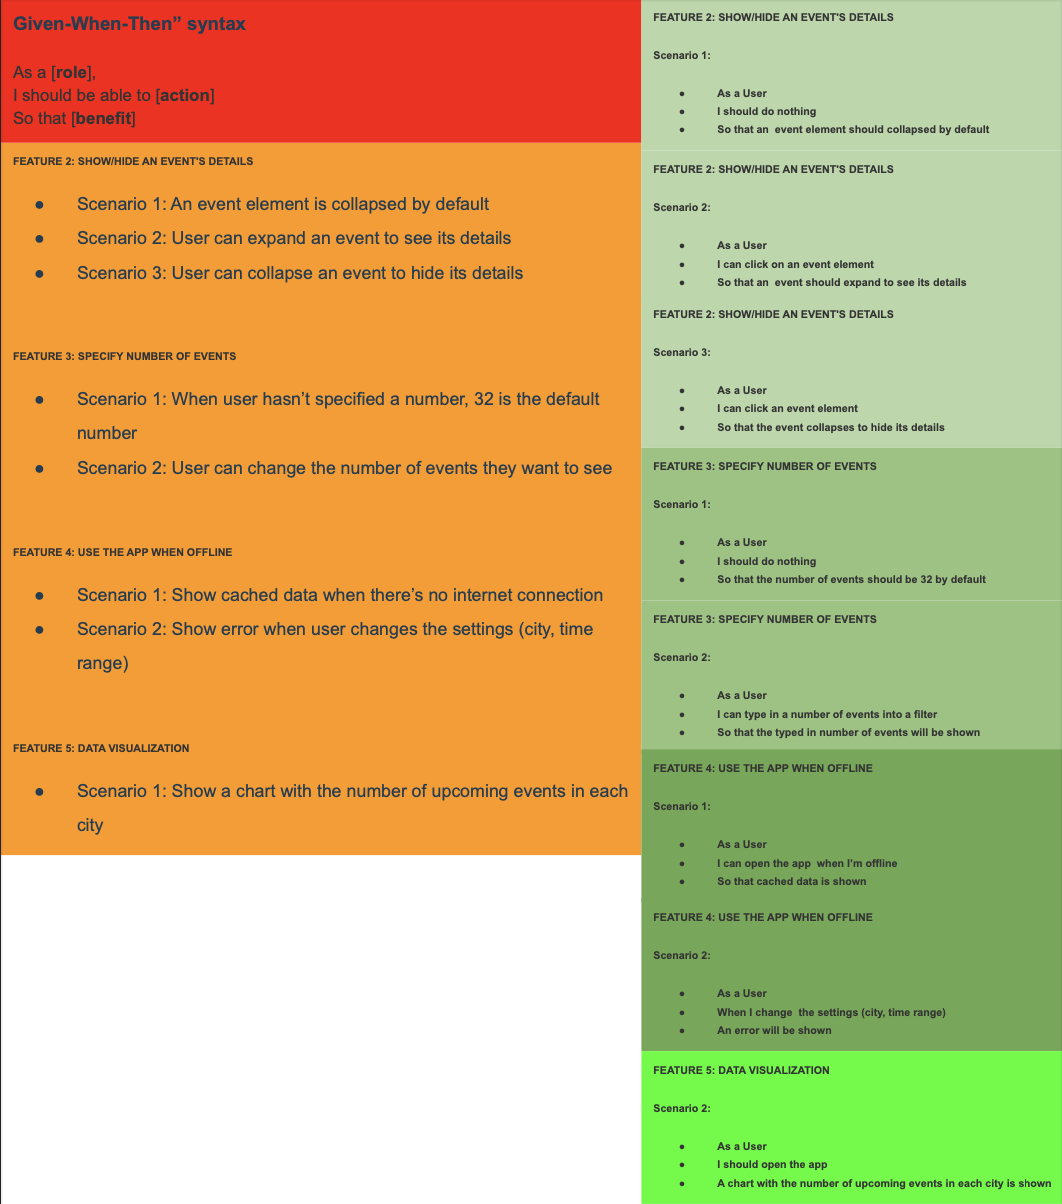 Given-When-Then” syntax
As a [role],
I should be able to [action]
So that [benefit]
FEATURE 2: SHOW/HIDE AN EVENT'S DETAILS
● Scenario 1: An event element is collapsed by default
● Scenario 2: User can expand an event to see its details
● Scenario 3: User can collapse an event to hide its details
FEATURE 3: SPECIFY NUMBER OF EVENTS
● Scenario 1: When user hasn’t specified a number, 32 is the default
number
● Scenario 2: User can change the number of events they want to see
FEATURE 4: USE THE APP WHEN OFFLINE
● Scenario 1: Show cached data when there’s no internet connection
● Scenario 2: Show error when user changes the settings (city, time
range)
FEATURE 5: DATA VISUALIZATION
● Scenario 1: Show a chart with the number of upcoming events in each
city
FEATURE 2: SHOW/HIDE AN EVENT'S DETAILS
Scenario 1:
● As a User
● I should do nothing
● So that an event element should collapsed by default
FEATURE 2: SHOW/HIDE AN EVENT'S DETAILS
Scenario 2:
● As a User
● I can click on an event element
● So that an event should expand to see its details
FEATURE 2: SHOW/HIDE AN EVENT'S DETAILS
Scenario 3:
● As a User
● I can click an event element
● So that the event collapses to hide its details
FEATURE 3: SPECIFY NUMBER OF EVENTS
Scenario 1:
● As a User
● I should do nothing
● So that the number of events should be 32 by default
FEATURE 3: SPECIFY NUMBER OF EVENTS
Scenario 2:
● As a User
● I can type in a number of events into a filter
● So that the typed in number of events will be shown
FEATURE 4: USE THE APP WHEN OFFLINE
Scenario 1:
● As a User
● I can open the app when I'm offline
● So that cached data is shown
FEATURE 4: USE THE APP WHEN OFFLINE
Scenario 2:
● As a User
● When I change the settings (city, time range)
● An error will be shown
FEATURE 5: DATA VISUALIZATION
Scenario 2:
● As a User
● I should open the app
● A chart with the number of upcoming events in each city is shown